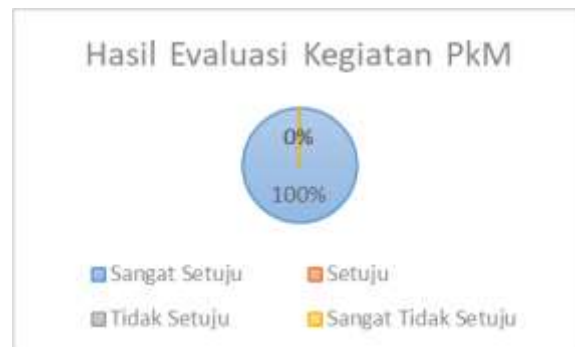 Hasil Evaluasi Kegiatan PkM
0%
100%
Sangat Setuju
Setuju
Tidak Setuju
Sangat Tidak Setuju